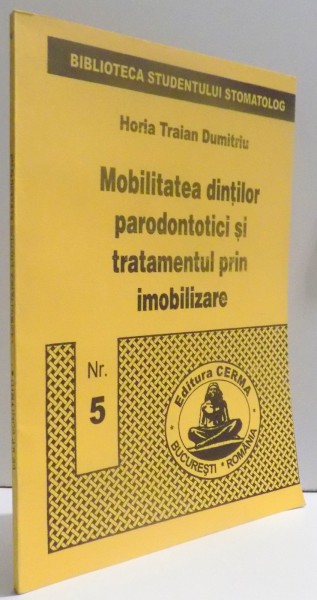 BIBLIOTECA STUDENTULUI STOMATOLOG
Horia Traian Dumitriu
Mobilitatea dinților
parodontotici și
tratamentul prin
imobilizare
Nr.
5
Editura CERMA
BUCUREȘTI - ROMÂNIA